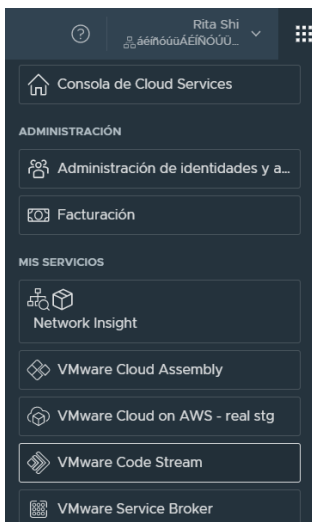 Rita Shi
áéíñóúüÁÉÍÑÓÚÜ...
Consola de Cloud Services
ADMINISTRACIÓN
Administración de identidades y a...
Facturación
MIS SERVICIOS
Network Insight
VMware Cloud Assembly
VMware Cloud on AWS - real stg
VMware Code Stream
VMware Service Broker